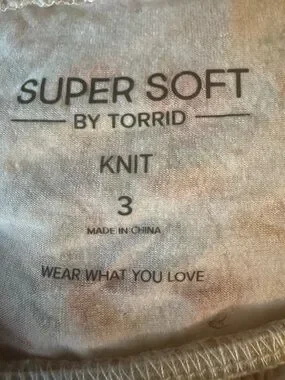 SUPER SOFT
BY TORRID
KNIT
3
MADE IN CHINA
WEAR WHAT YOU LOVE